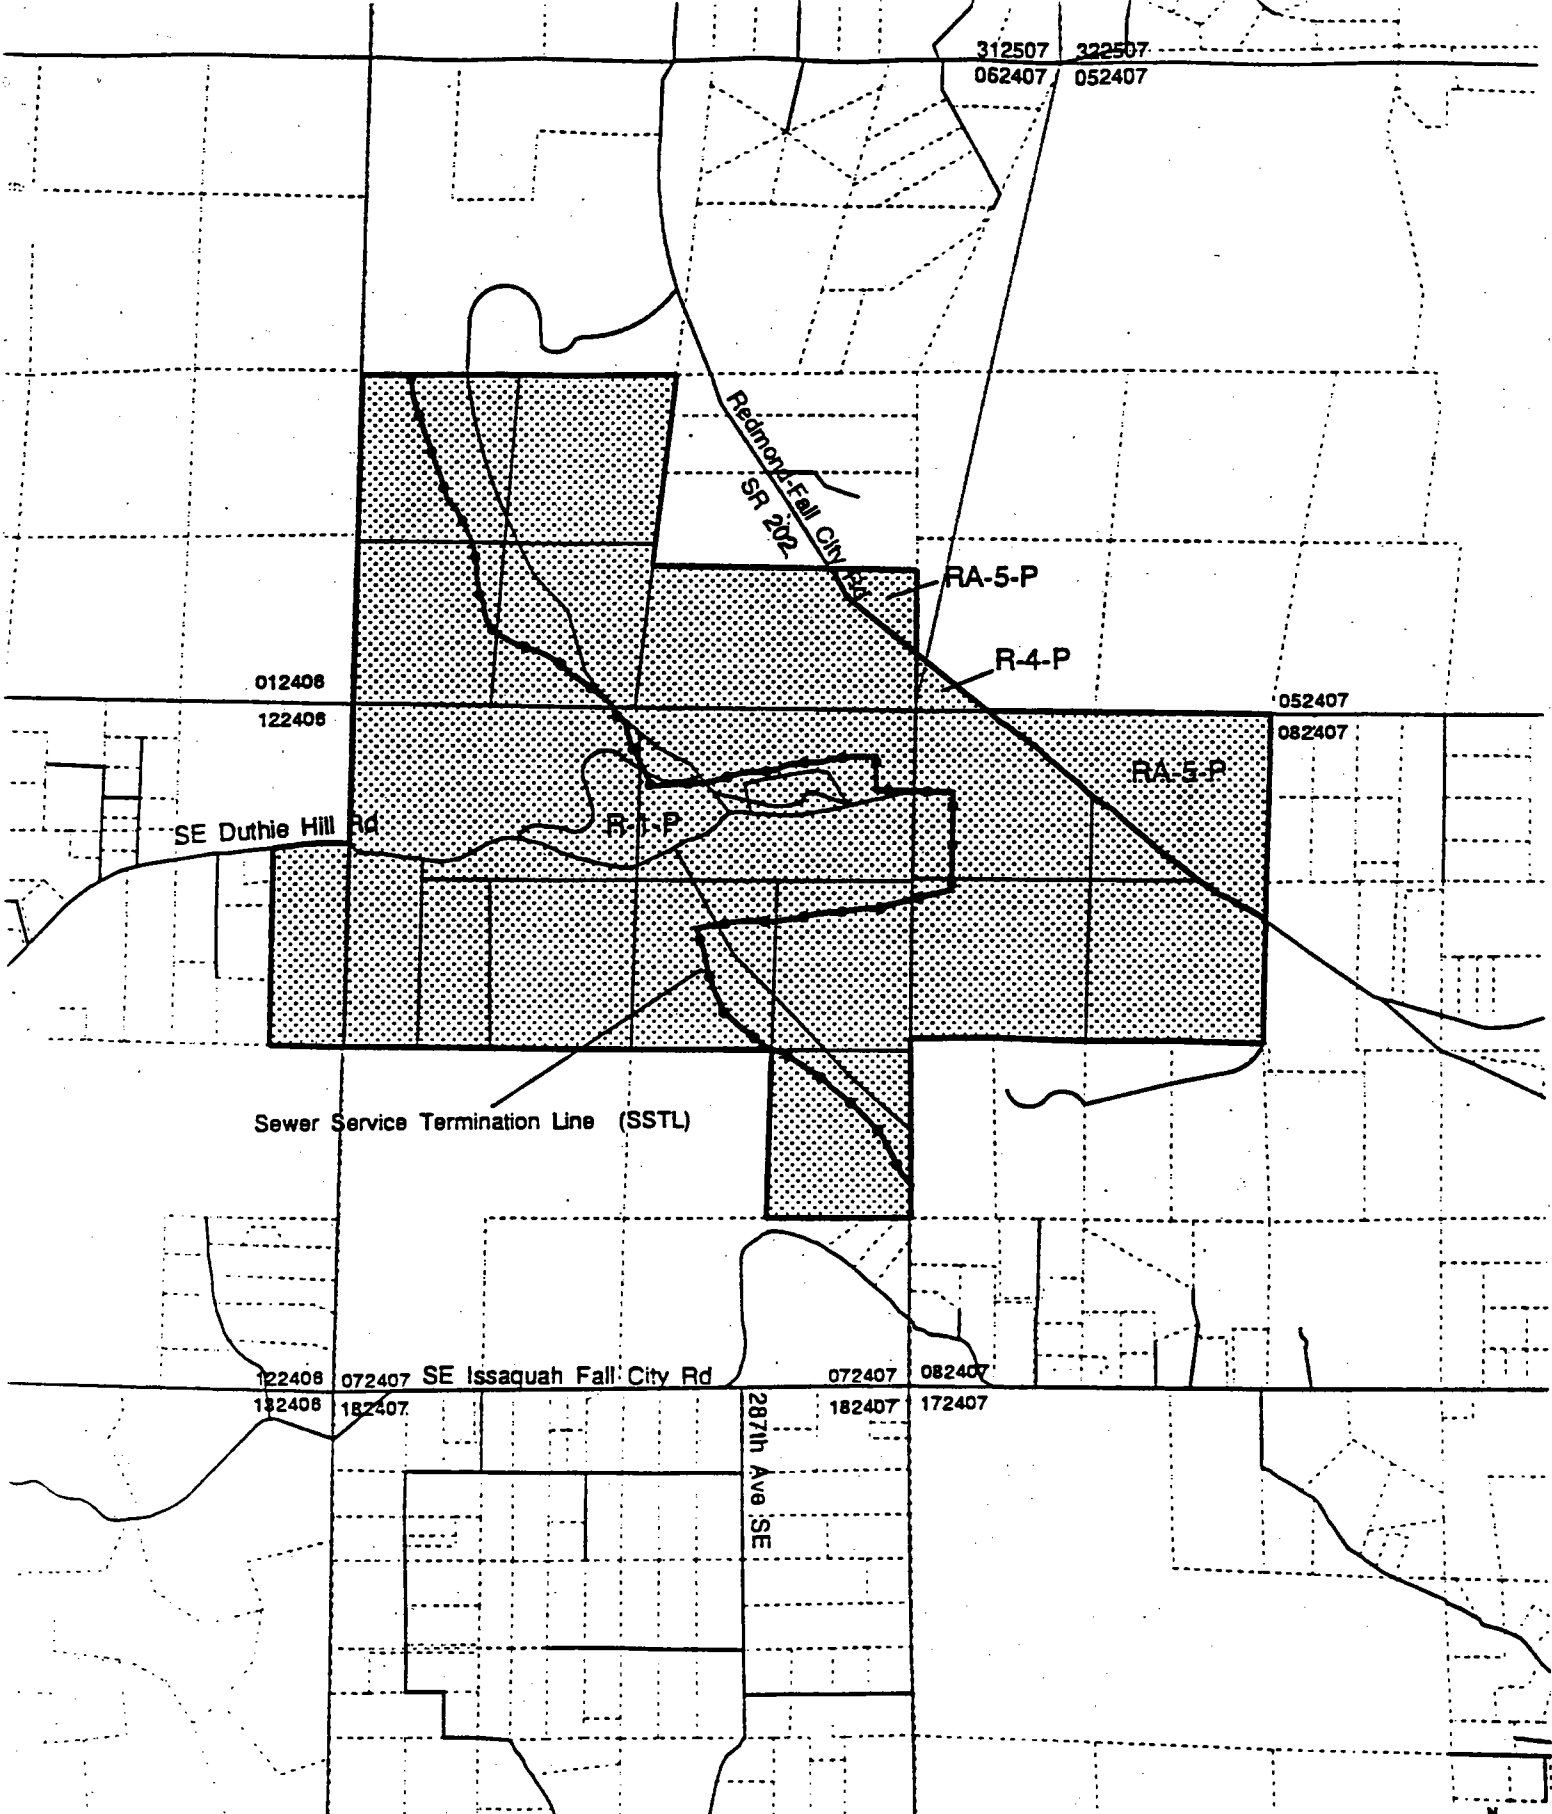 312507 322507
062407 052407
Redmond-Fall City Rd
SR 202
RA-5-P
R-4-P
012406
122406
052407
082407
RA-5-P
SE Duthie Hill Rd
R-1-P
Sewer Service Termination Line (SSTL)
122406 072407 SE Issaquah Fall City Rd 072407 082407
132406 182407 182407 172407
287th Ave SE